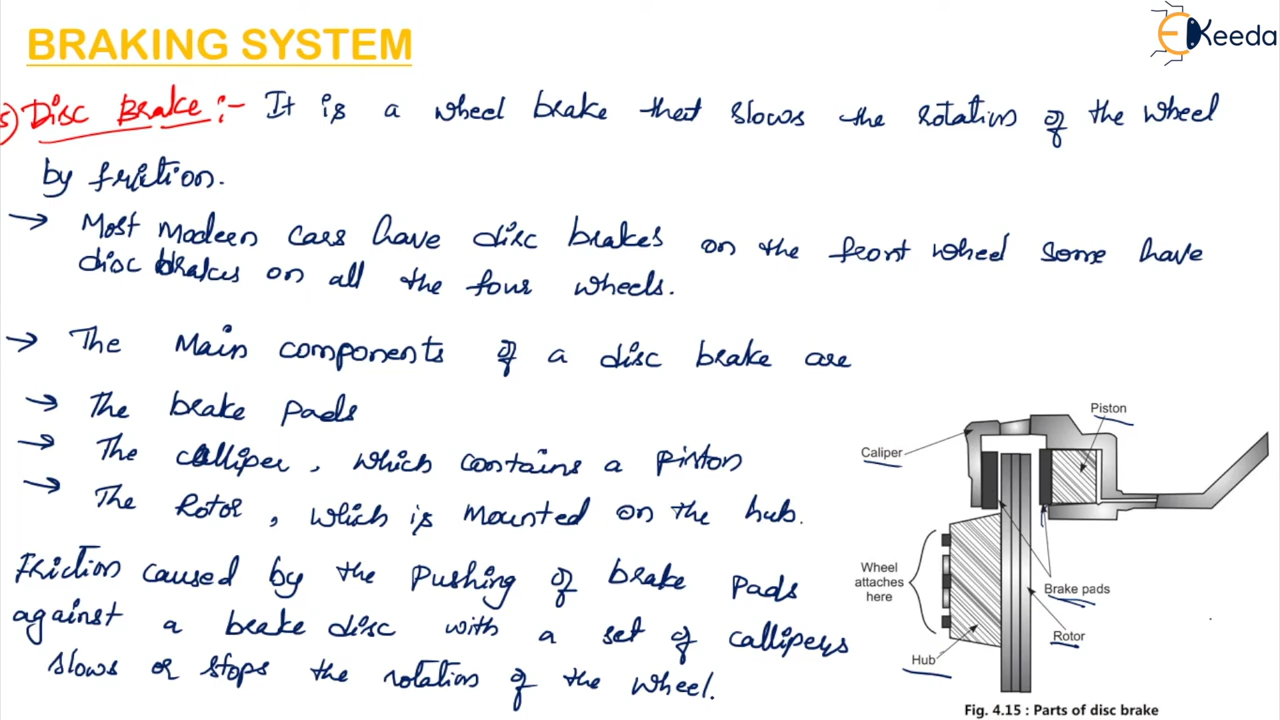 BRAKING SYSTEM
Keeda
5) Disc Brake :- It is a wheel brake that slows the rotation of the wheel
by friction.
→ Most modern cars have disc brakes on the front wheel some have
disc brakes on all the four wheels.
→ The main components of a disc brake are
→ The brake pads
→ The calliper, which contains a piston
→ The Rotor, which is mounted on the hub.
Friction caused by the pushing of brake pads
against a brake disc with a set of callipers
slows or stops the rotation of the wheel.
Piston
Caliper
Wheel
attaches
here
Brake pads
Rotor
Hub
Fig. 4.15 : Parts of disc brake